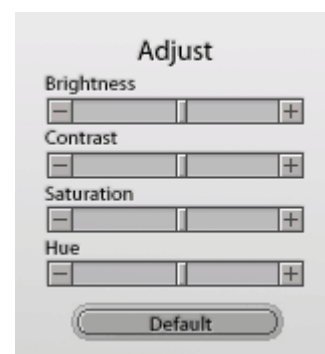 Adjust
Brightness
Contrast
Saturation
Hue
Default